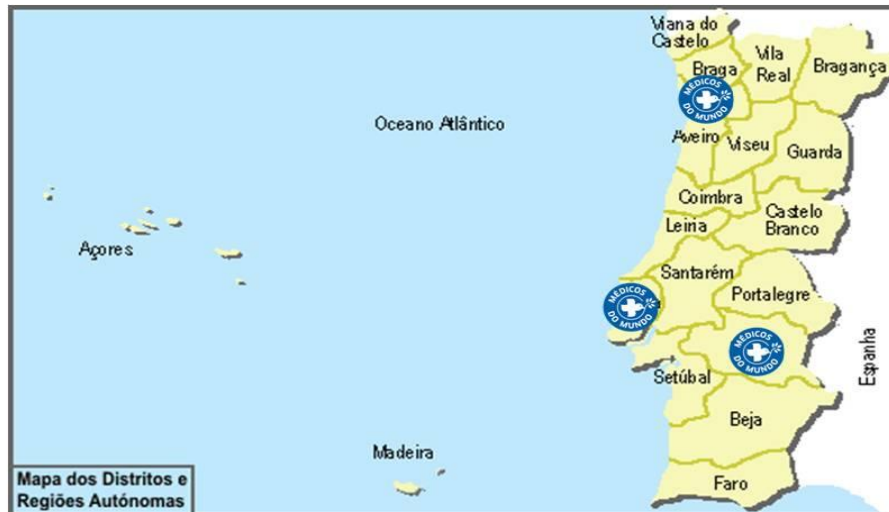 Viana do
Castelo
Braga
Vila
Real
Bragança
MÉDICOS
DO MUNDO
Oceano Atlântico
Aveiro
Viseu
Guarda
Coimbra
Castelo
Branco
Leiria
Açores
Santarém
Portalegre
MÉDICOS
DO MUNDO
MÉDICOS
DO MUNDO
Espanha
Setúbal
Beja
Madeira
Faro
Mapa dos Distritos e
Regiões Autónomas